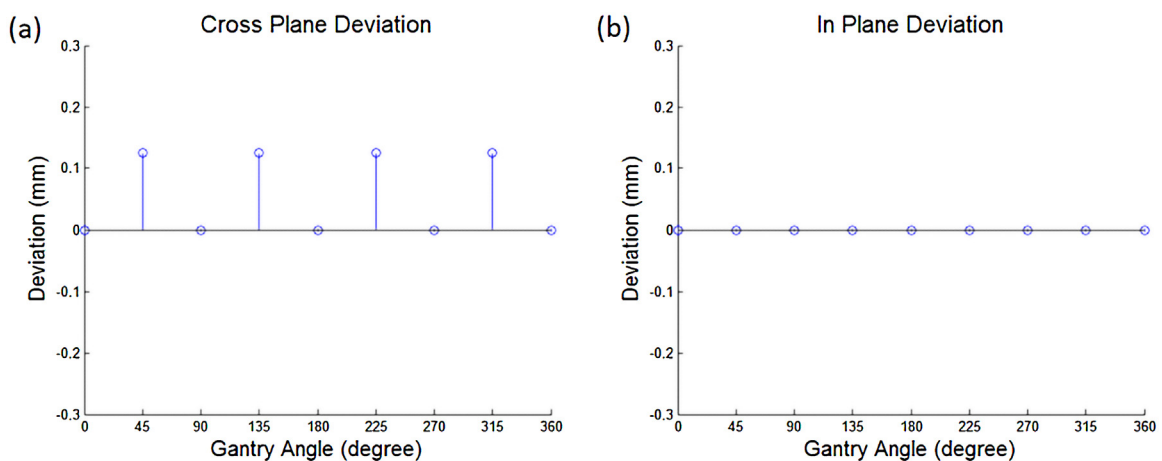 (a) Cross Plane Deviation
0.3
0.2
0.1
0
-0.1
-0.2
-0.3
Deviation (mm)
0 45 90 135 180 225 270 315 360
Gantry Angle (degree)
(b) In Plane Deviation
0.3
0.2
0.1
0
-0.1
-0.2
-0.3
Deviation (mm)
0 45 90 135 180 225 270 315 360
Gantry Angle (degree)